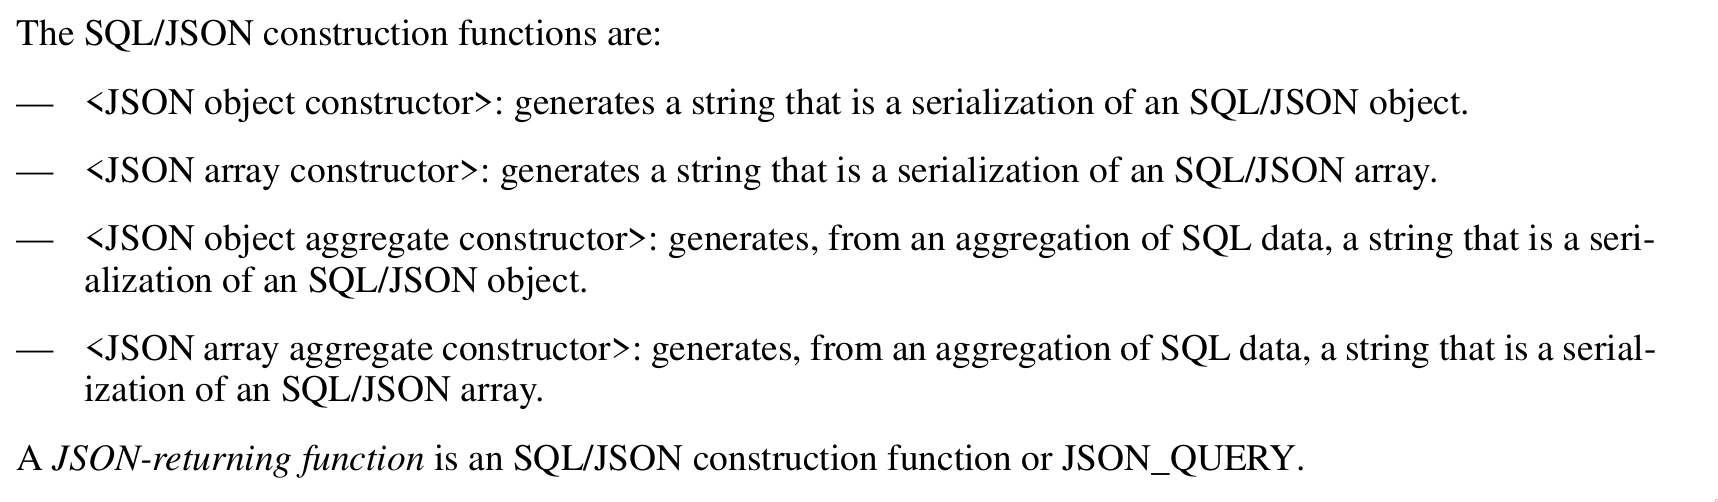 The SQL/JSON construction functions are:
— <JSON object constructor>: generates a string that is a serialization of an SQL/JSON object.
— <JSON array constructor>: generates a string that is a serialization of an SQL/JSON array.
— <JSON object aggregate constructor>: generates, from an aggregation of SQL data, a string that is a seri-
alization of an SQL/JSON object.
— <JSON array aggregate constructor>: generates, from an aggregation of SQL data, a string that is a serial-
ization of an SQL/JSON array.
A JSON-returning function is an SQL/JSON construction function or JSON_QUERY.